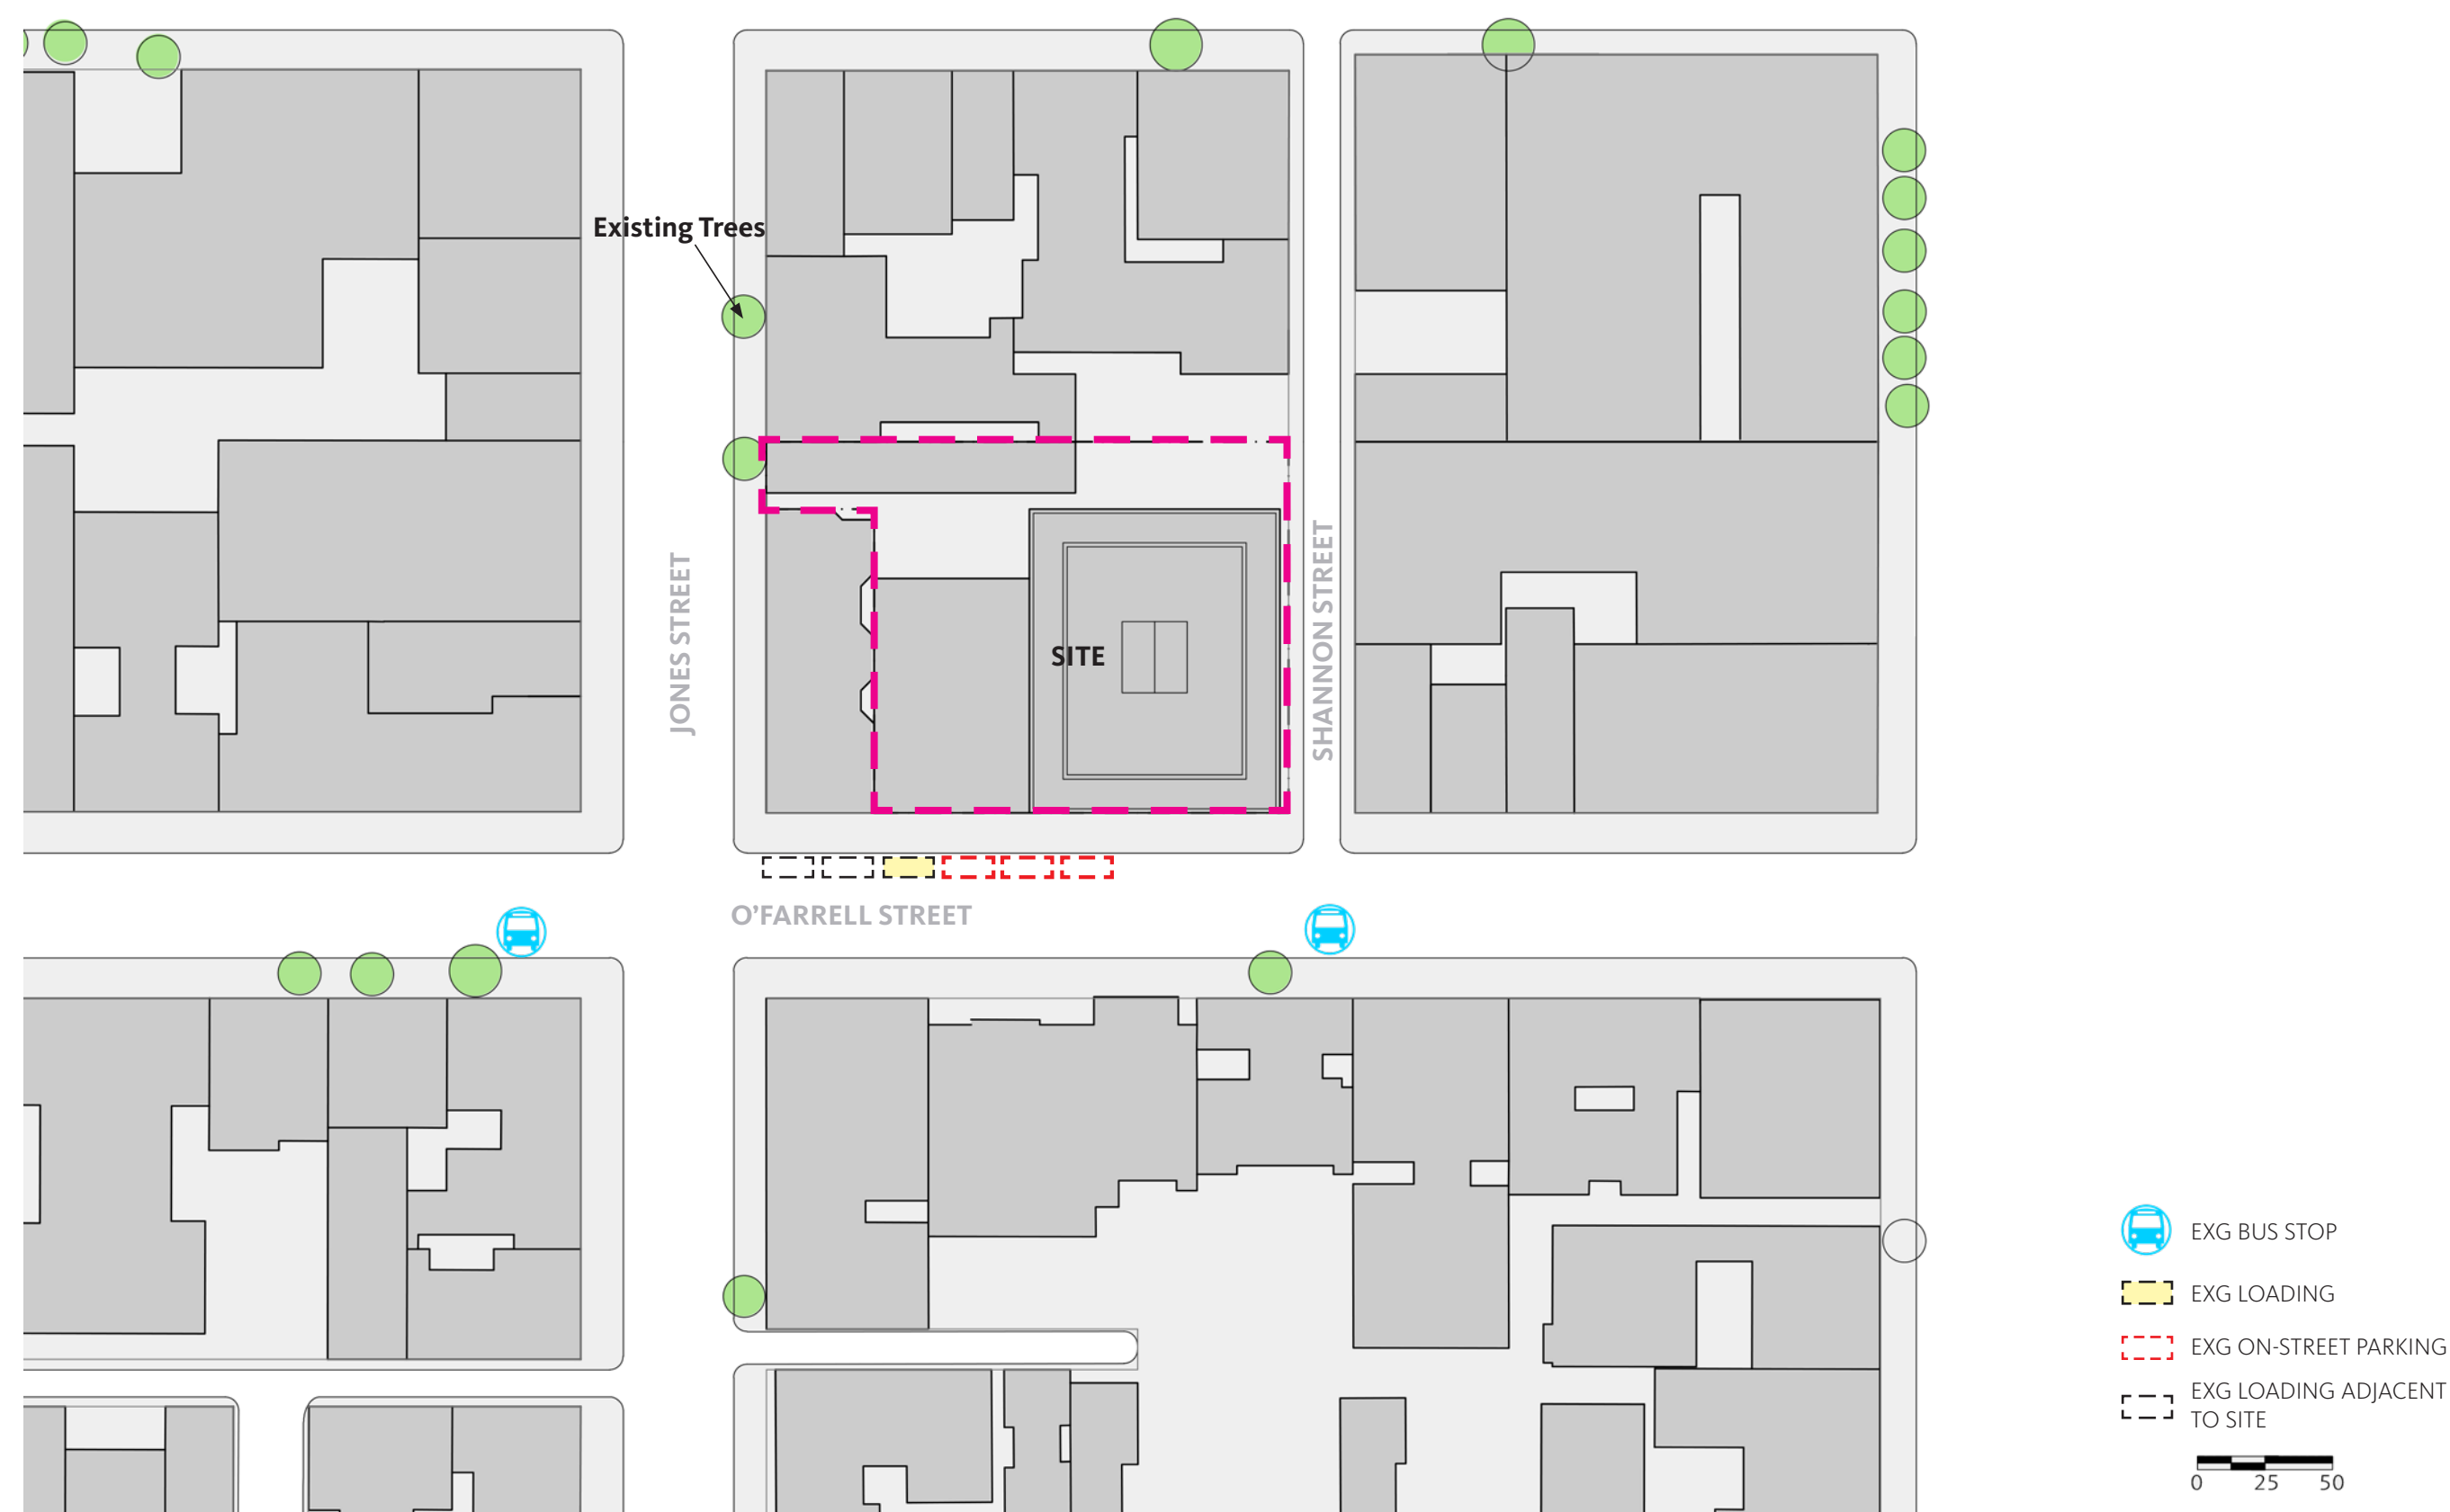 Existing Trees
JONES STREET
SITE
SHANNON STREET
O’FARRELL STREET
EXG BUS STOP
EXG LOADING
EXG ON-STREET PARKING
EXG LOADING ADJACENT
TO SITE
0 25 50